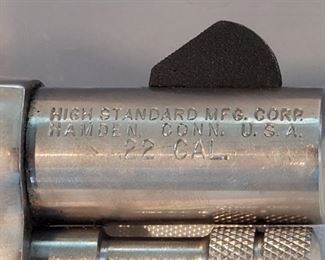 HIGH STANDARD MFG. CORP.
HAMDEN, CONN. U.S.A.
.22 CAL.